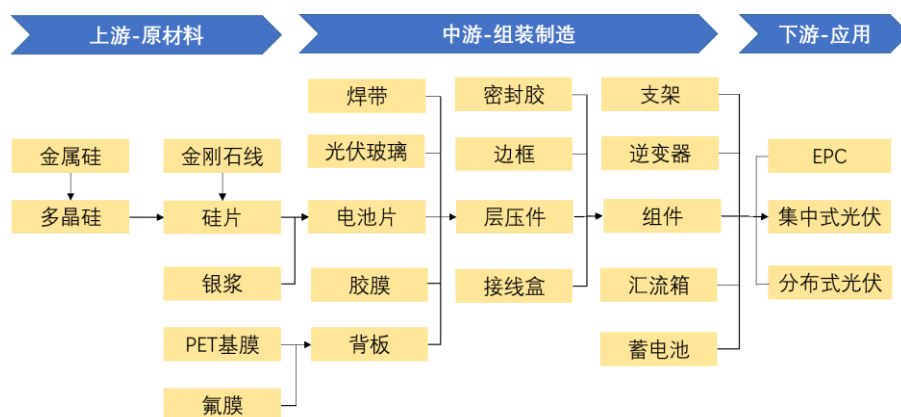 上游-原材料
中游-组装制造
下游-应用
焊带
密封胶
支架
金属硅
金刚石线
光伏玻璃
边框
逆变器
EPC
多晶硅
硅片
电池片
层压件
组件
集中式光伏
银浆
胶膜
接线盒
汇流箱
分布式光伏
PET基膜
背板
蓄电池
氟膜